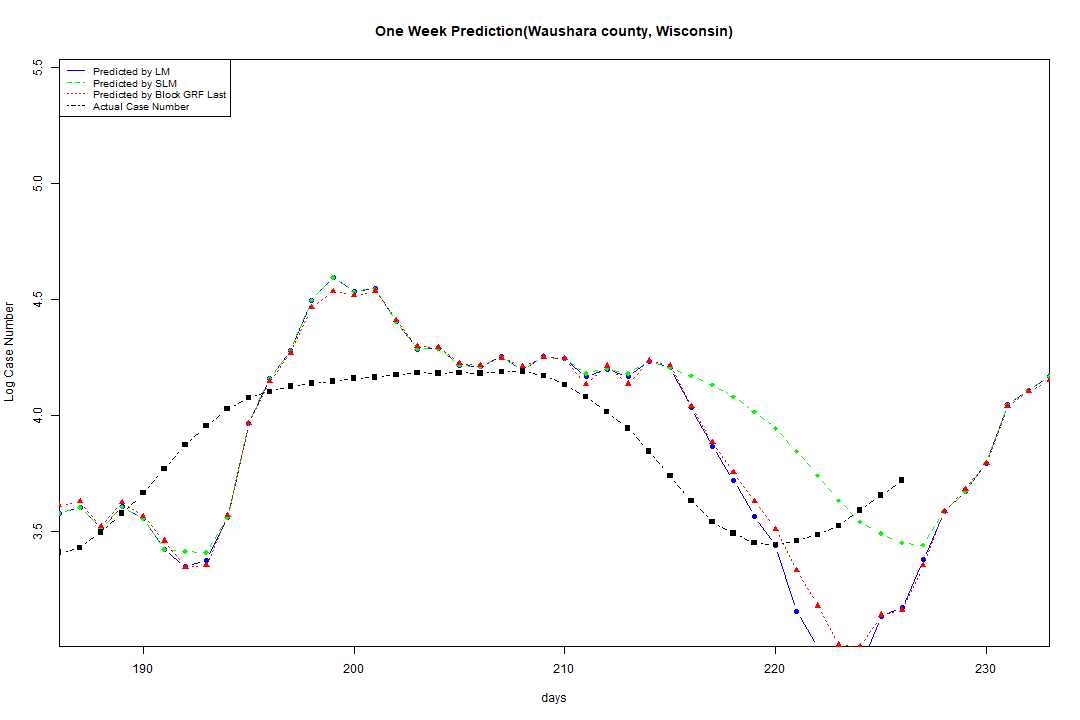 One Week Prediction(Waushara county, Wisconsin)
Predicted by LM
Predicted by SLM
Predicted by Block GRF Last
Actual Case Number
5.5
5.0
4.5
4.0
3.5
Log Case Number
190 200 210 220 230
days